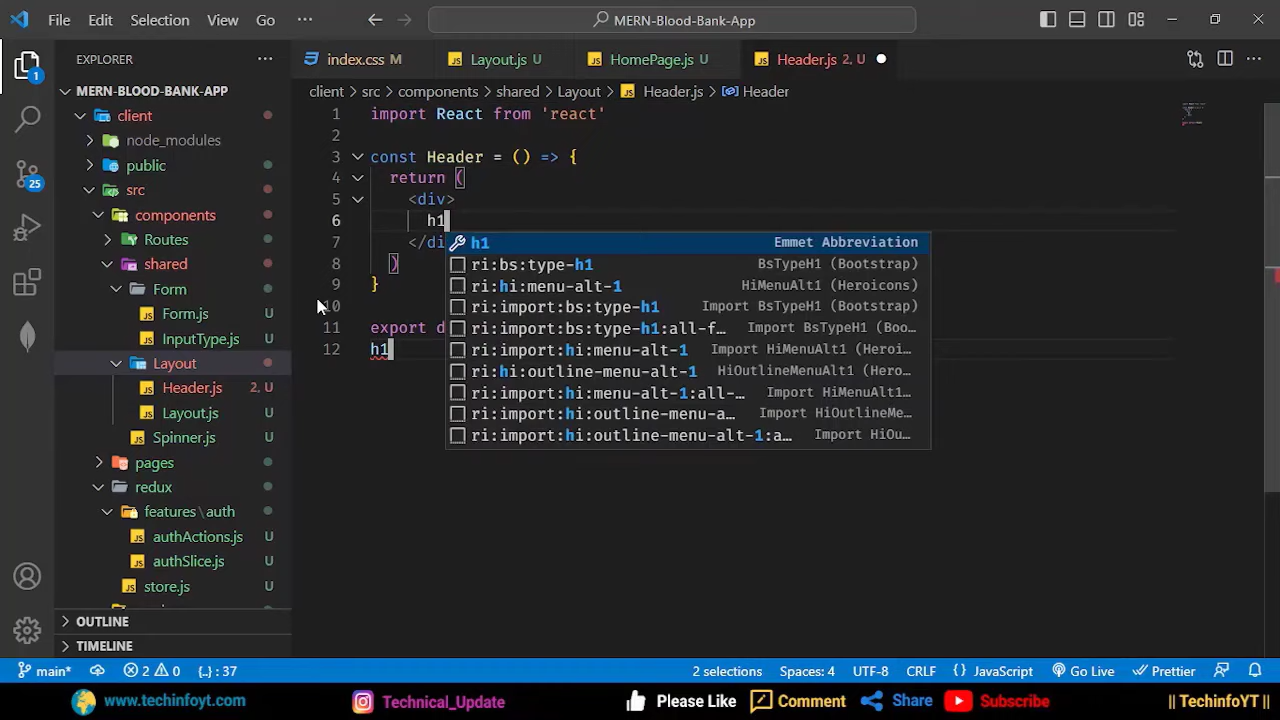 File Edit Selection View Go ··· MERN-Blood-Bank-App
EXPLORER ···
1
25
MERN-BLOOD-BANK-APP
client
node_modules
public
src
components
Routes
shared
Form
Form.js U
InputType.js U
Layout
Header.js 2, U
Layout.js U
Spinner.js U
pages
redux
features\auth
authActions.js U
authSlice.js U
store.js U
OUTLINE
TIMELINE
index.css M Layout.js U HomePage.js U Header.js 2, U
client > src > components > shared > Layout > Header.js > Header
1 import React from 'react'
2
3 const Header = () => {
4 return (
5 <div>
6 h1
7 </di
8 )
9 }
10
11 export d
12 h1
h1 Emmet Abbreviation
ri:bs:type-h1 BsTypeH1 (Bootstrap)
ri:hi:menu-alt-1 HiMenuAlt1 (Heroicons)
ri:import:bs:type-h1 Import BsTypeH1 (Bootstrap)
ri:import:bs:type-h1:all-f… Import BsTypeH1 (Boo…
ri:import:hi:menu-alt-1 Import HiMenuAlt1 (Heroi…
ri:hi:outline-menu-alt-1 HiOutlineMenuAlt1 (Hero…
ri:import:hi:menu-alt-1:all-… Import HiMenuAlt1…
ri:import:hi:outline-menu-a… Import HiOutlineMe…
ri:import:hi:outline-menu-alt-1:a… Import HiOu…
main* 2 0 {..} : 37 2 selections Spaces: 4 UTF-8 CRLF {} JavaScript Go Live Prettier
www.techinfoyt.com Technical_Update Please Like Comment Share Subscribe || TechinfoYT ||